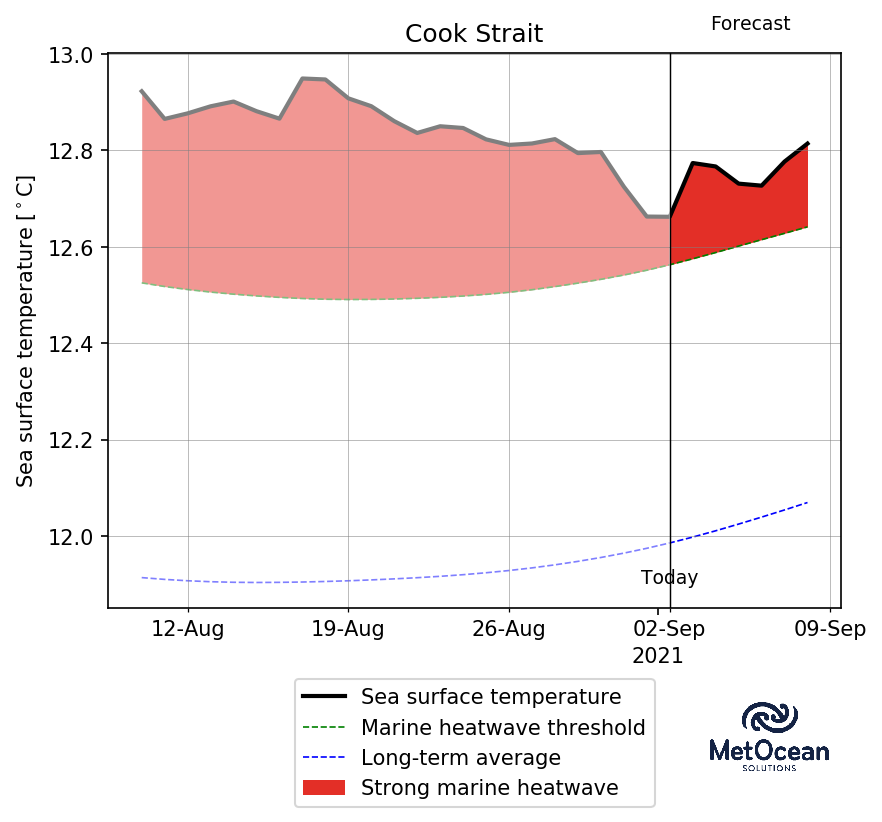 Forecast
Cook Strait
Sea surface temperature [°C]
13.0
12.8
12.6
12.4
12.2
12.0
Today
12-Aug 19-Aug 26-Aug 02-Sep 09-Sep
2021
Sea surface temperature
Marine heatwave threshold
Long-term average
Strong marine heatwave
MetOcean
SOLUTIONS